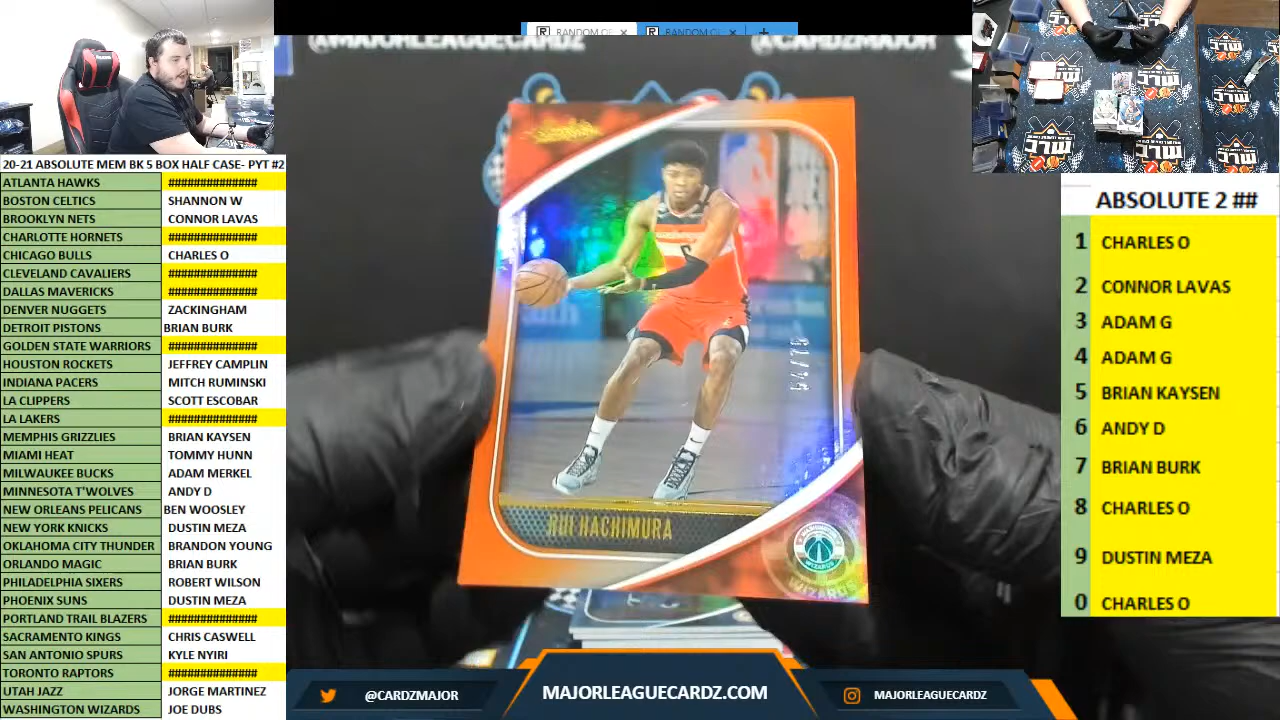 RANDOM
RANDOM
@MAJORLEAGUECARDZ
@CARDZMAJOR
20-21 ABSOLUTE MEM BK 5 BOX HALF CASE- PYT #2
ATLANTA HAWKS ##############
BOSTON CELTICS SHANNON W
BROOKLYN NETS CONNOR LAVAS
CHARLOTTE HORNETS ##############
CHICAGO BULLS CHARLES O
CLEVELAND CAVALIERS ##############
DALLAS MAVERICKS ##############
DENVER NUGGETS ZACKINGHAM
DETROIT PISTONS BRIAN BURK
GOLDEN STATE WARRIORS ##############
HOUSTON ROCKETS JEFFREY CAMPLIN
INDIANA PACERS MITCH RUMINSKI
LA CLIPPERS SCOTT ESCOBAR
LA LAKERS ##############
MEMPHIS GRIZZLIES BRIAN KAYSEN
MIAMI HEAT TOMMY HUNN
MILWAUKEE BUCKS ADAM MERKEL
MINNESOTA T'WOLVES ANDY D
NEW ORLEANS PELICANS BEN WOOSLEY
NEW YORK KNICKS DUSTIN MEZA
OKLAHOMA CITY THUNDER BRANDON YOUNG
ORLANDO MAGIC BRIAN BURK
PHILADELPHIA SIXERS ROBERT WILSON
PHOENIX SUNS DUSTIN MEZA
PORTLAND TRAIL BLAZERS ##############
SACRAMENTO KINGS CHRIS CASWELL
SAN ANTONIO SPURS KYLE NYIRI
TORONTO RAPTORS ##############
UTAH JAZZ JORGE MARTINEZ
WASHINGTON WIZARDS JOE DUBS
RUI HACHIMURA
WIZARDS
ABSOLUTE 2 ##
1 CHARLES O
2 CONNOR LAVAS
3 ADAM G
4 ADAM G
5 BRIAN KAYSEN
6 ANDY D
7 BRIAN BURK
8 CHARLES O
9 DUSTIN MEZA
0 CHARLES O
@CARDZMAJOR
MAJORLEAGUECARDZ.COM
MAJORLEAGUECARDZ